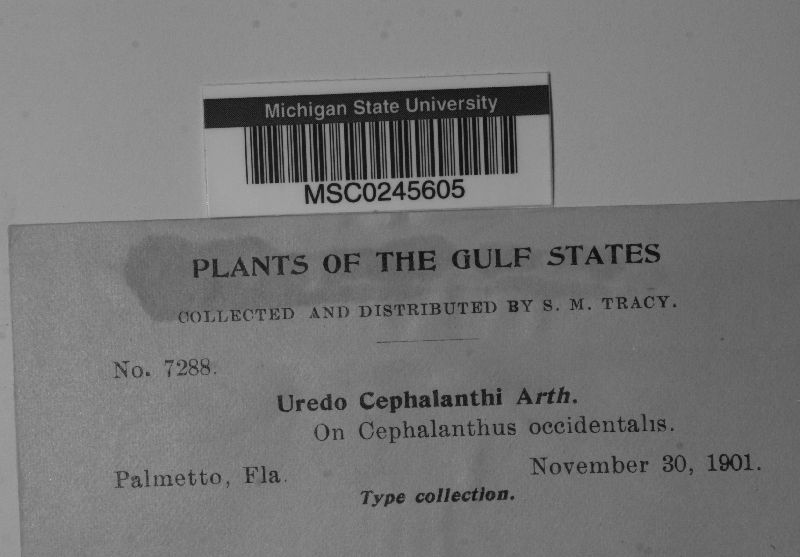 Michigan State University
MSC0245605
PLANTS OF THE GULF STATES
COLLECTED AND DISTRIBUTED BY S. M. TRACY.
No. 7288.
Uredo Cephalanthi Arth.
On Cephalanthus occidentalis.
Palmetto, Fla. November 30, 1901.
Type collection.